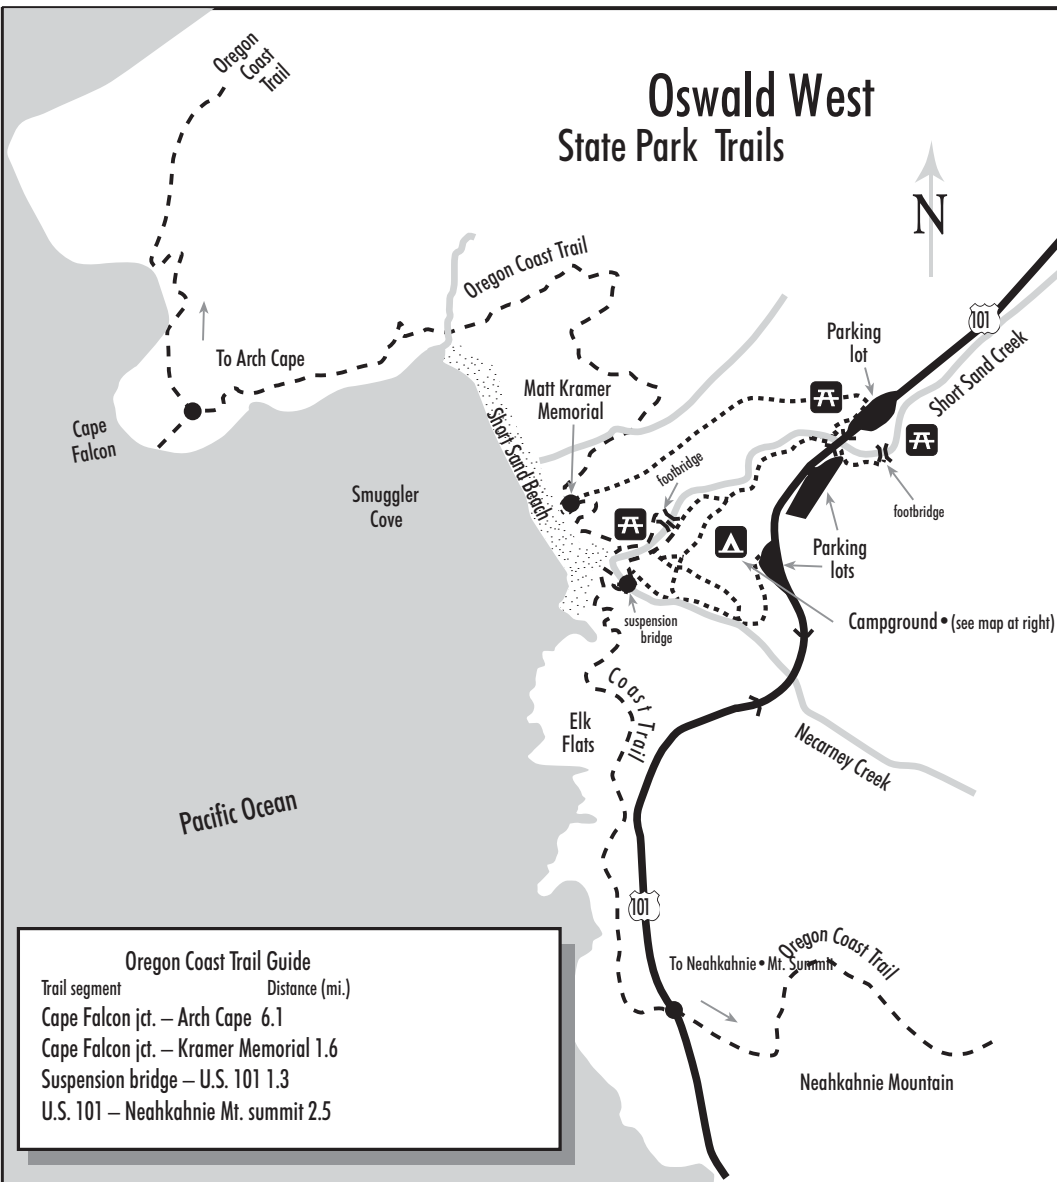 Oregon
Coast
Trail
Oswald West
State Park Trails
N
Oregon Coast Trail
101
Parking
lot
Short Sand Creek
To Arch Cape
Matt Kramer
Memorial
Cape
Falcon
Short Sand Beach
footbridge
Smuggler
Cove
footbridge
Parking
lots
suspension
bridge
Campground • (see map at right)
Coast Trail
Elk
Flats
Necarney Creek
Pacific Ocean
101
Oregon Coast Trail
To Neahkahnie • Mt. Summit
Neahkahnie Mountain
Oregon Coast Trail Guide
Trail segment Distance (mi.)
Cape Falcon jct. – Arch Cape 6.1
Cape Falcon jct. – Kramer Memorial 1.6
Suspension bridge – U.S. 101 1.3
U.S. 101 – Neahkahnie Mt. summit 2.5